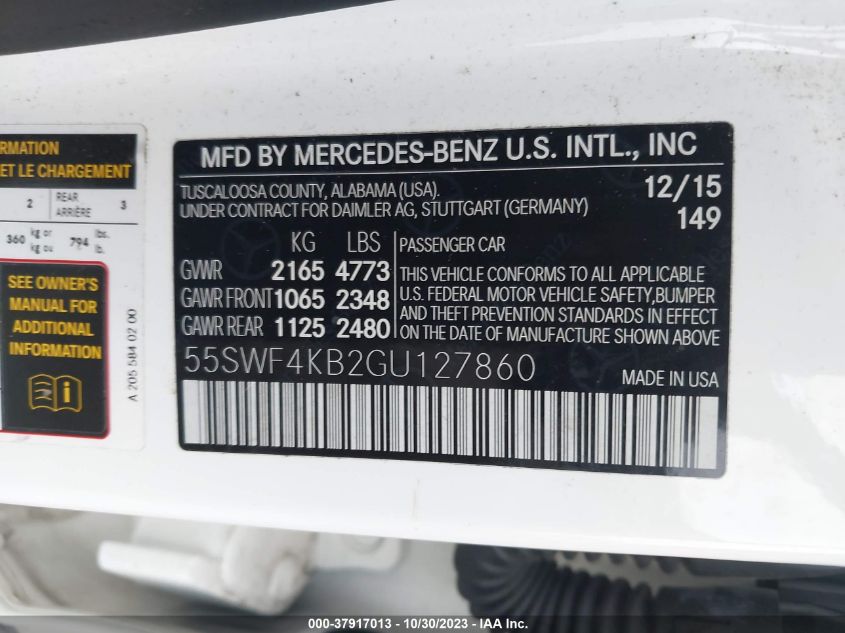 RMATION
ET LE CHARGEMENT
2 REAR ARRIÈRE 3
360 kg or kg ou 794 lbs. lb.
SEE OWNER'S
MANUAL FOR
ADDITIONAL
INFORMATION
A 205 584 02 00
MFD BY MERCEDES-BENZ U.S. INTL., INC
TUSCALOOSA COUNTY, ALABAMA (USA). 12/15
UNDER CONTRACT FOR DAIMLER AG, STUTTGART (GERMANY) 149
KG LBS PASSENGER CAR
GWR 2165 4773
GAWR FRONT 1065 2348
GAWR REAR 1125 2480
THIS VEHICLE CONFORMS TO ALL APPLICABLE
U.S. FEDERAL MOTOR VEHICLE SAFETY,BUMPER
AND THEFT PREVENTION STANDARDS IN EFFECT
ON THE DATE OF MANUFACTURE SHOWN ABOVE
55SWF4KB2GU127860
MADE IN USA
000-37917013 - 10/30/2023 - IAA Inc.